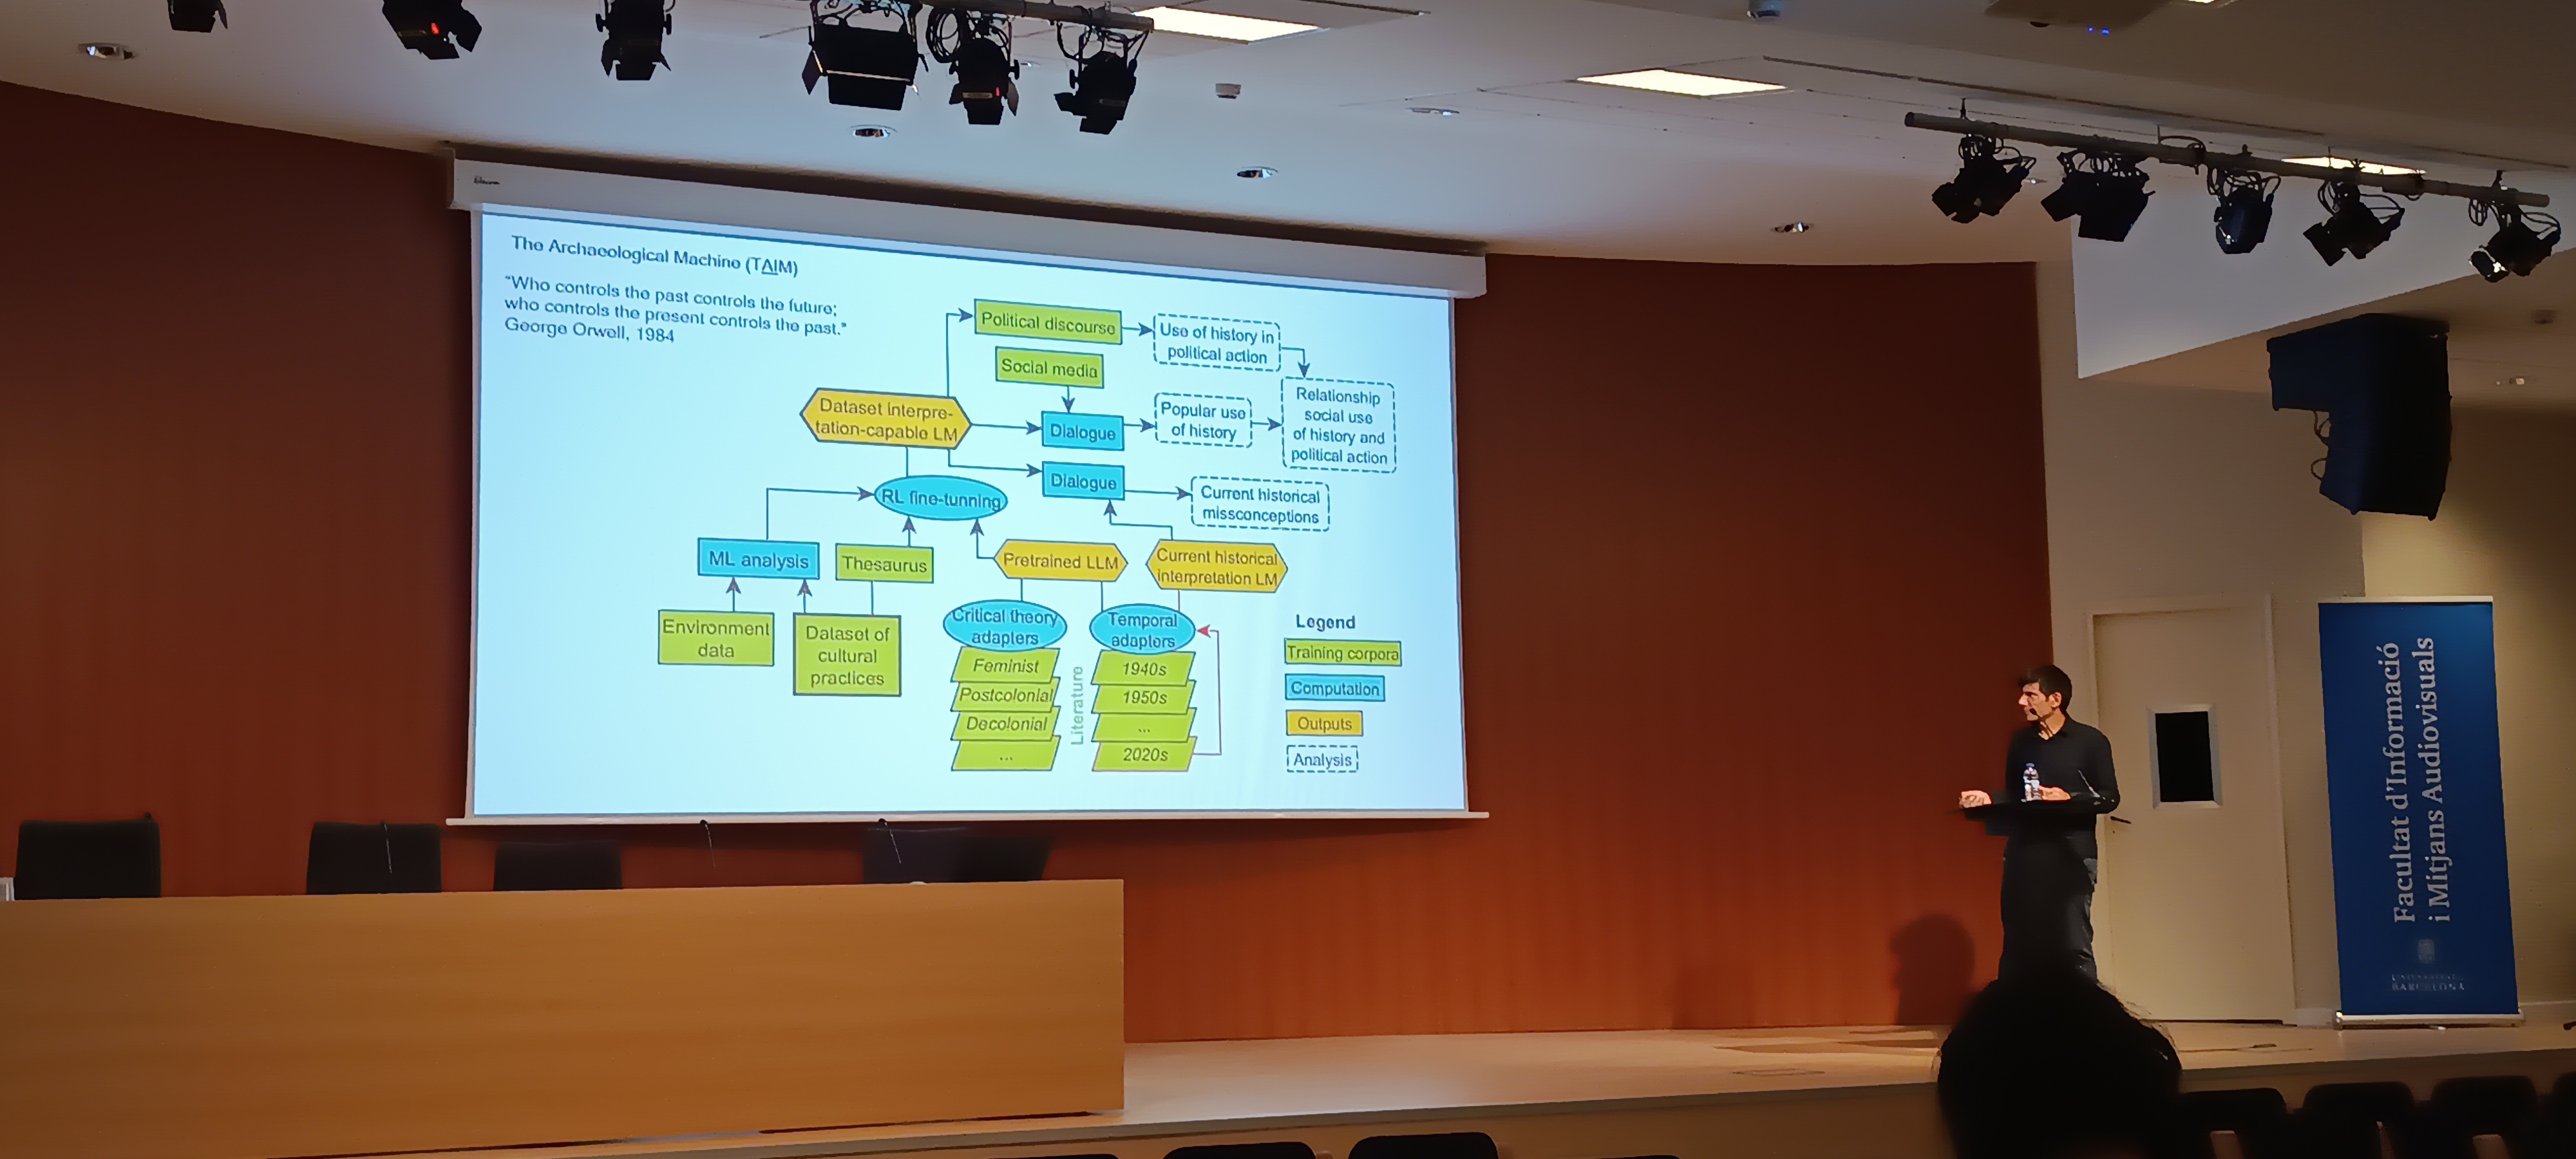 The Archaeological Machine (TAIM)
"Who controls the past controls the future;
who controls the present controls the past."
George Orwell, 1984
Political discourse
Use of history in
political action
Social media
Relationship
social use
of history and
political action
Dataset interpre-
tation-capable LM
Dialogue
Popular use
of history
Dialogue
Current historical
missconceptions
RL fine-tunning
ML analysis
Thesaurus
Pretrained LLM
Current historical
interpretation LM
Environment
data
Dataset of
cultural
practices
Critical theory
adapters
Temporal
adapters
Feminist
Postcolonial
Decolonial
...
Literature
1940s
1950s
...
2020s
Legend
Training corpora
Computation
Outputs
Analysis
Facultat d'Informació
i Mitjans Audiovisuals
BARCELONA